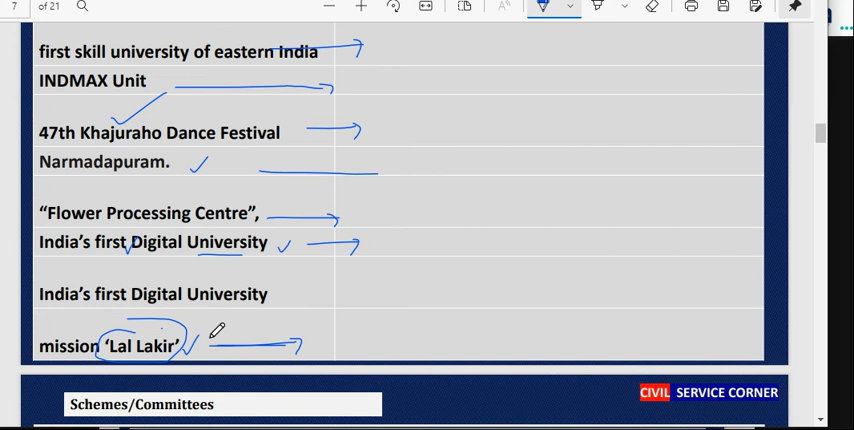 7 of 21
first skill university of eastern India
INDMAX Unit
47th Khajuraho Dance Festival
Narmadapuram.
“Flower Processing Centre”,
India’s first Digital University
India’s first Digital University
mission ‘Lal Lakir’
CIVIL SERVICE CORNER
Schemes/Committees